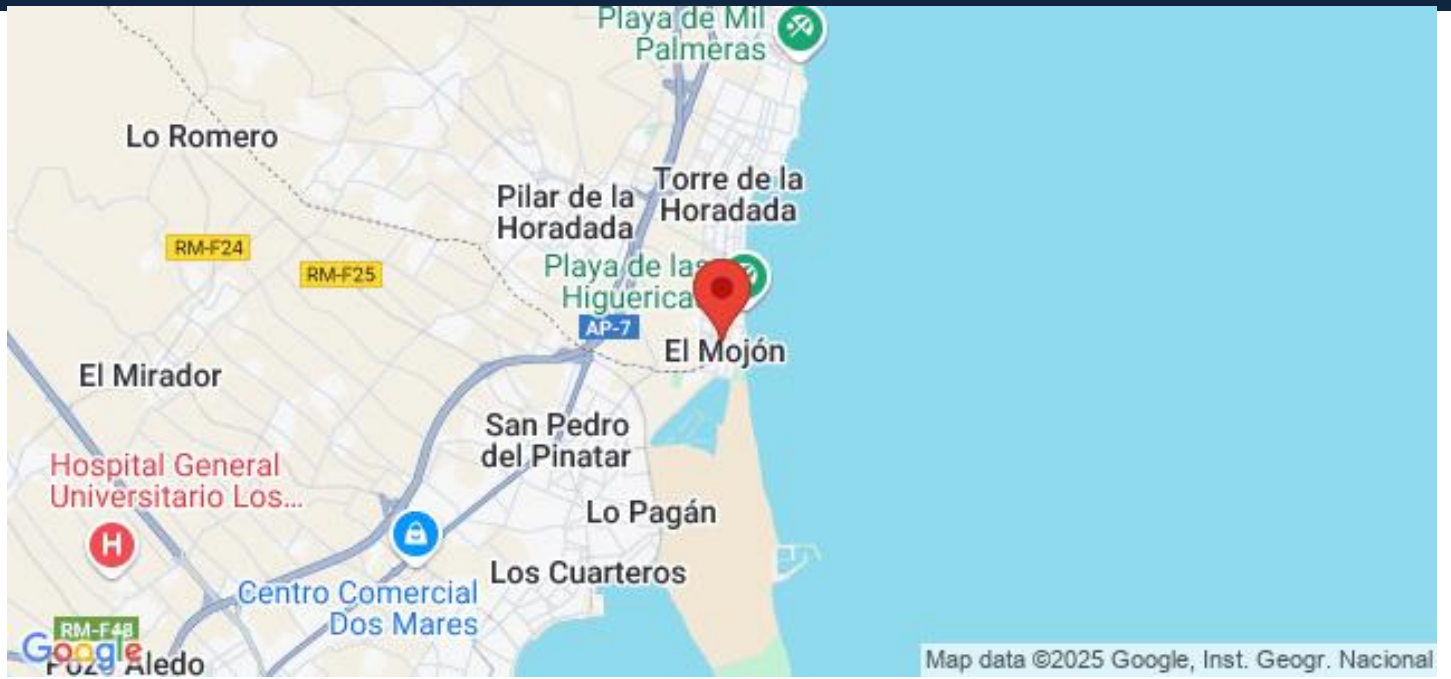 Playa de Mil
Palmeras
Lo Romero
Torre de la
Horadada
Pilar de la
Horadada
RM-F24
RM-F25
Playa de las
Higuerica
AP-7
El Mojón
El Mirador
San Pedro
del Pinatar
Hospital General
Universitario Los...
H
Lo Pagán
Los Cuarteros
Centro Comercial
Dos Mares
RM-F48
Google
Pozo Aledo
Map data ©2025 Google, Inst. Geogr. Nacional